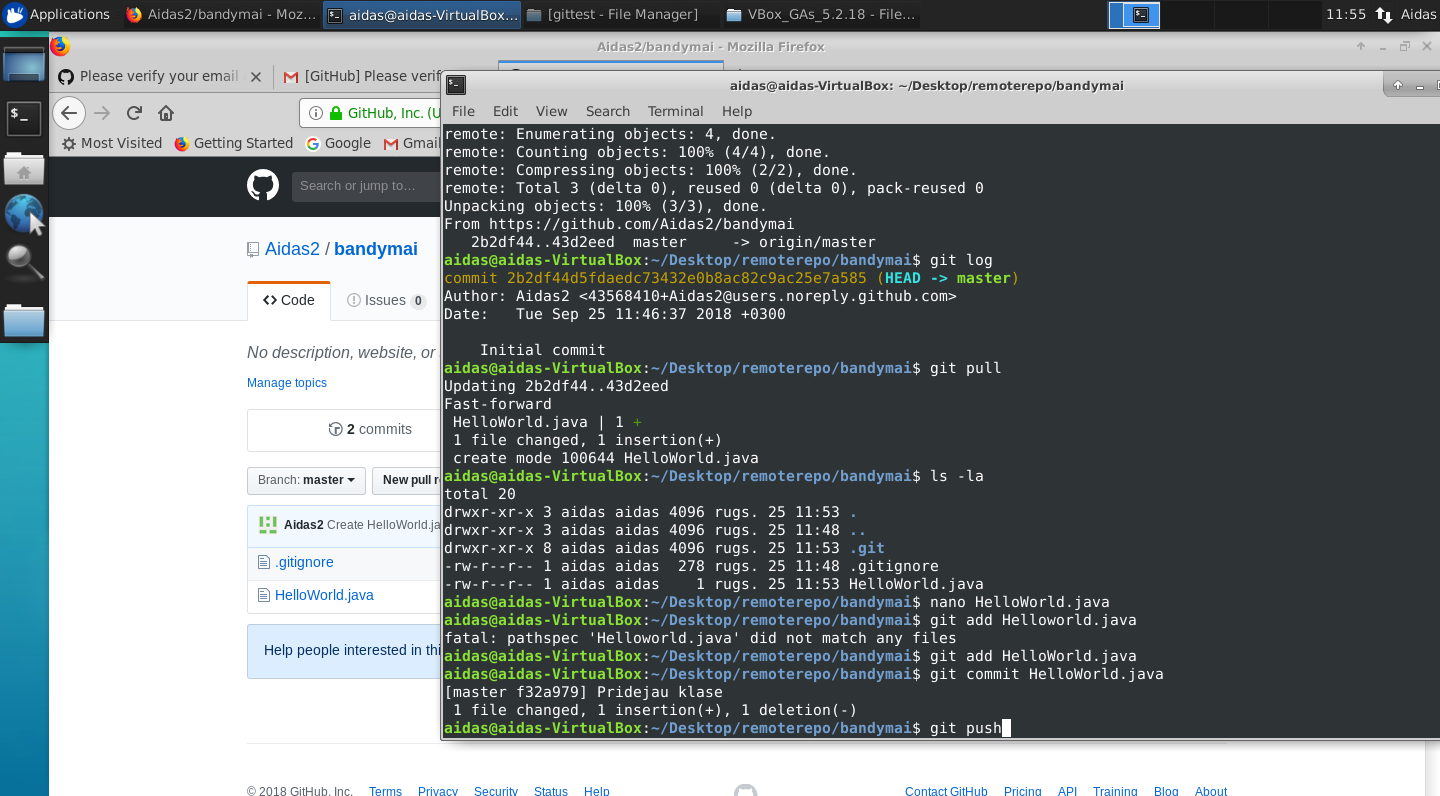 Applications
Aidas2/bandymai - Moz...
aidas@aidas-VirtualBox...
[gittest - File Manager]
VBox_GAs_5.2.18 - File...
11:55
Aidas
Aidas2/bandymai - Mozilla Firefox
Please verify your email
[GitHub] Please verif
GitHub, Inc. (U
Most Visited
Getting Started
Google
Gmail
Search or jump to…
Aidas2 / bandymai
Code
Issues 0
No description, website, or
Manage topics
2 commits
Branch: master
New pull r
Aidas2 Create HelloWorld.ja
.gitignore
HelloWorld.java
Help people interested in thi
© 2018 GitHub, Inc. Terms Privacy Security Status Help
Contact GitHub Pricing API Training Blog About
aidas@aidas-VirtualBox: ~/Desktop/remoterepo/bandymai
File Edit View Search Terminal Help
remote: Enumerating objects: 4, done.
remote: Counting objects: 100% (4/4), done.
remote: Compressing objects: 100% (2/2), done.
remote: Total 3 (delta 0), reused 0 (delta 0), pack-reused 0
Unpacking objects: 100% (3/3), done.
From https://github.com/Aidas2/bandymai
   2b2df44..43d2eed  master     -> origin/master
aidas@aidas-VirtualBox:~/Desktop/remoterepo/bandymai$ git log
commit 2b2df44d5fdaedc73432e0b8ac82c9ac25e7a585 (HEAD -> master)
Author: Aidas2 <43568410+Aidas2@users.noreply.github.com>
Date:   Tue Sep 25 11:46:37 2018 +0300
    Initial commit
aidas@aidas-VirtualBox:~/Desktop/remoterepo/bandymai$ git pull
Updating 2b2df44..43d2eed
Fast-forward
 HelloWorld.java | 1 +
 1 file changed, 1 insertion(+)
 create mode 100644 HelloWorld.java
aidas@aidas-VirtualBox:~/Desktop/remoterepo/bandymai$ ls -la
total 20
drwxr-xr-x 3 aidas aidas 4096 rugs. 25 11:53 .
drwxr-xr-x 3 aidas aidas 4096 rugs. 25 11:48 ..
drwxr-xr-x 8 aidas aidas 4096 rugs. 25 11:53 .git
-rw-r--r-- 1 aidas aidas  278 rugs. 25 11:48 .gitignore
-rw-r--r-- 1 aidas aidas    1 rugs. 25 11:53 HelloWorld.java
aidas@aidas-VirtualBox:~/Desktop/remoterepo/bandymai$ nano HelloWorld.java
aidas@aidas-VirtualBox:~/Desktop/remoterepo/bandymai$ git add Helloworld.java
fatal: pathspec 'Helloworld.java' did not match any files
aidas@aidas-VirtualBox:~/Desktop/remoterepo/bandymai$ git add HelloWorld.java
aidas@aidas-VirtualBox:~/Desktop/remoterepo/bandymai$ git commit HelloWorld.java
[master f32a979] Pridejau klase
 1 file changed, 1 insertion(+), 1 deletion(-)
aidas@aidas-VirtualBox:~/Desktop/remoterepo/bandymai$ git push